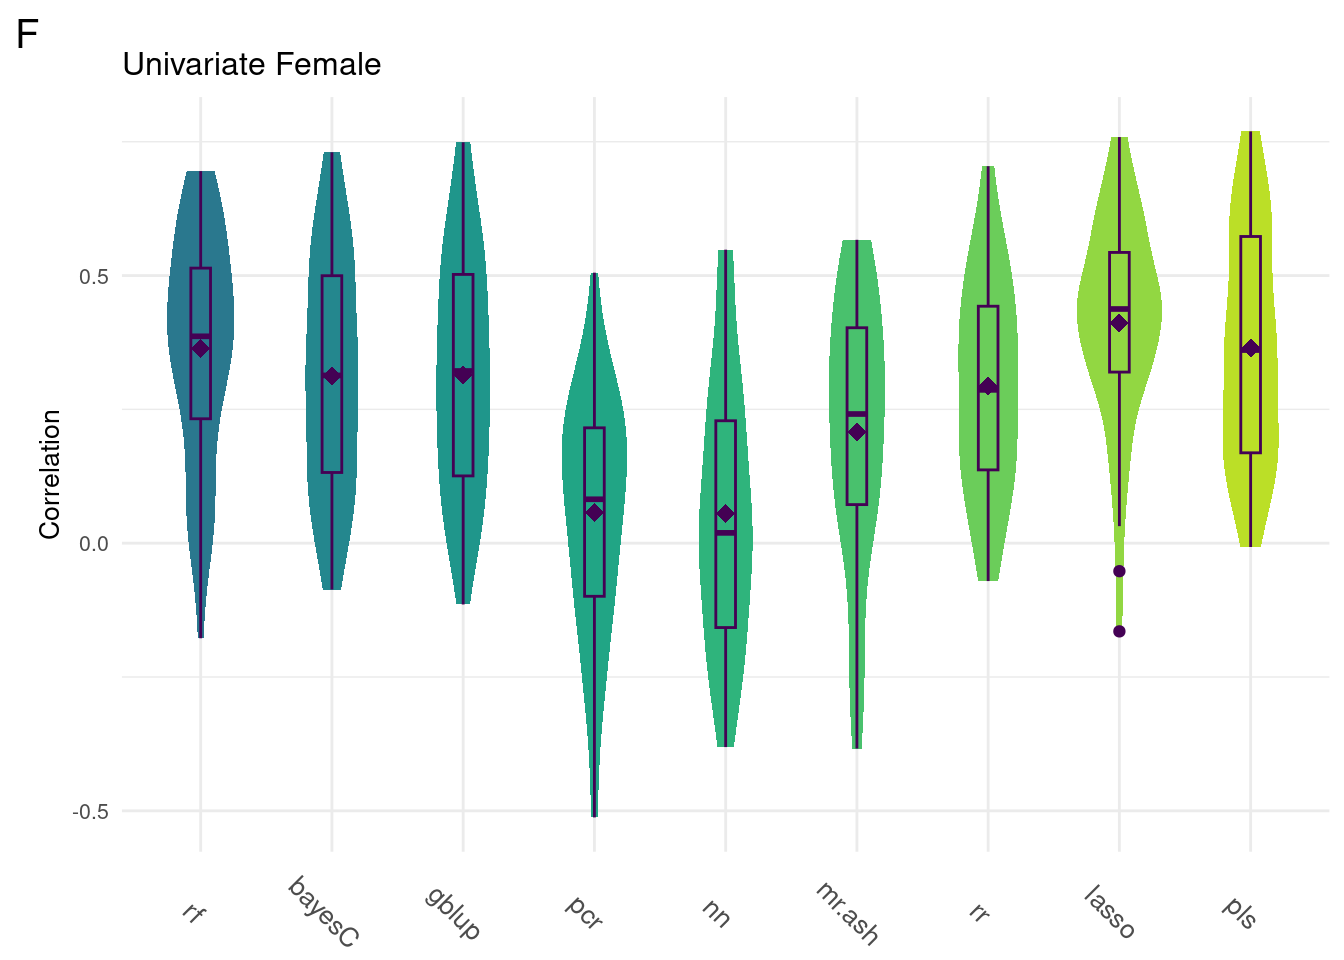 F
Univariate Female
Correlation
0.5
0.0
-0.5
rf
bayesC
gblup
pcr
nn
mr.ash
rr
lasso
pls